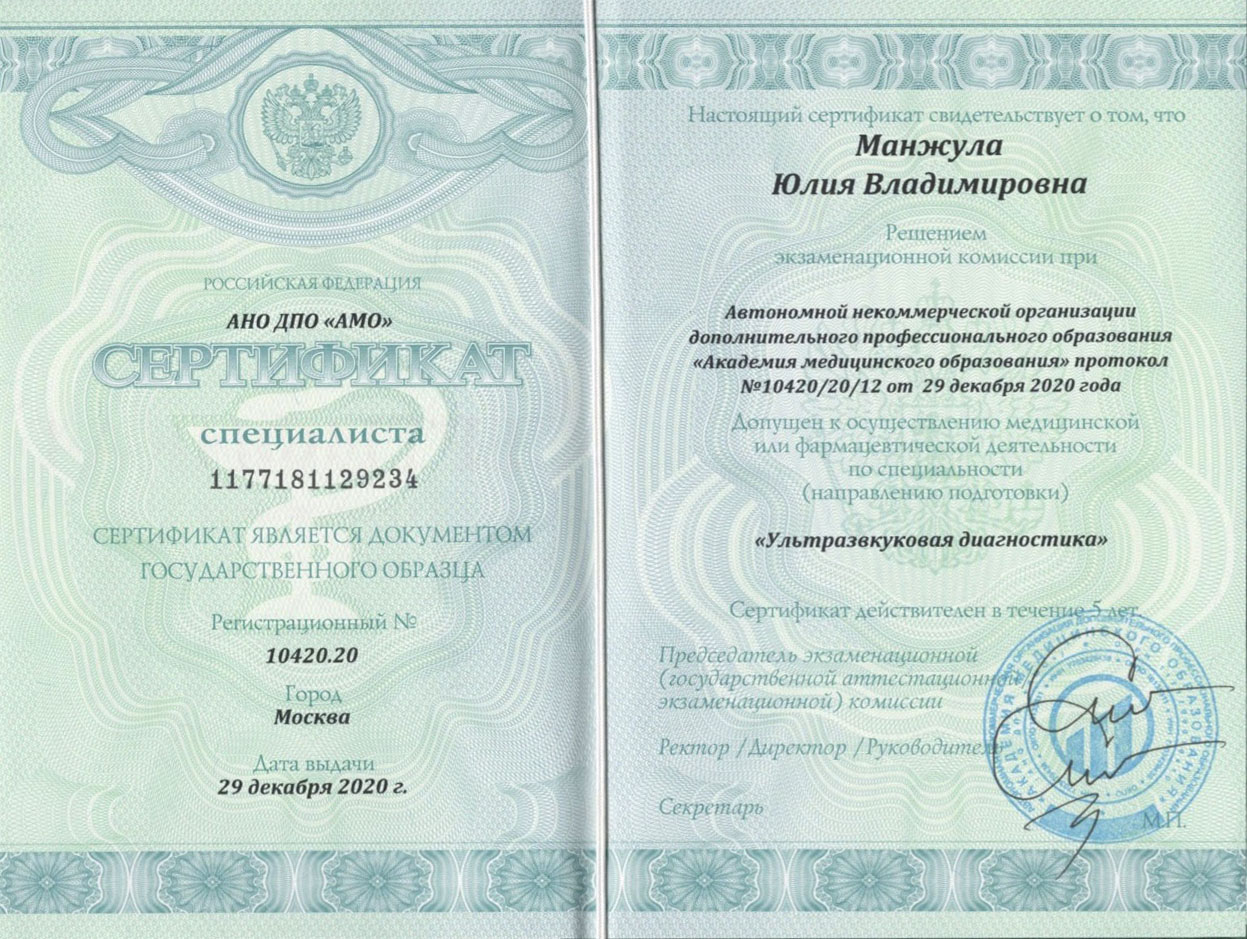 РОССИЙСКАЯ ФЕДЕРАЦИЯ
АНО ДПО «АМО»
СЕРТИФИКАТ
специалиста
1177181129234
СЕРТИФИКАТ ЯВЛЯЕТСЯ ДОКУМЕНТОМ
ГОСУДАРСТВЕННОГО ОБРАЗЦА
Регистрационный №
10420.20
Город
Москва
Дата выдачи
29 декабря 2020 г.
Настоящий сертификат свидетельствует о том, что
Манжула
Юлия Владимировна
Решением
экзаменационной комиссии при
Автономной некоммерческой организации
дополнительного профессионального образования
«Академия медицинского образования» протокол
№10420/20/12 от 29 декабря 2020 года
Допущен к осуществлению медицинской
или фармацевтической деятельности
по специальности
(направлению подготовки)
«Ультразвкуковая диагностика»
Сертификат действителен в течение 5 лет.
Председатель экзаменационной
(государственной аттестационной
экзаменационной) комиссии
Ректор /Директор /Руководитель
Секретарь
М.П.
АКАДЕМИЯ МЕДИЦИНСКОГО ОБРАЗОВАНИЯ